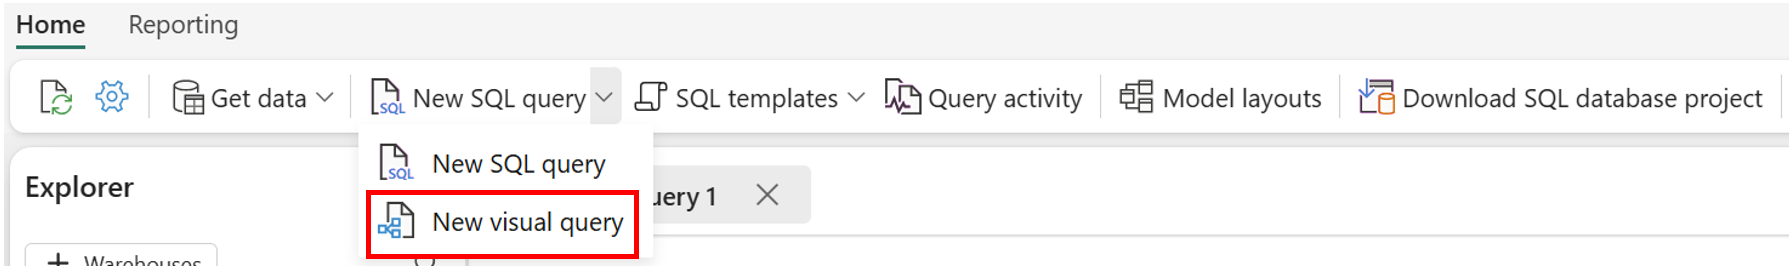 Home Reporting
Get data New SQL query SQL templates Query activity Model layouts Download SQL database project
SQL New SQL query
New visual query
Explorer
uery 1
+ Warehouses